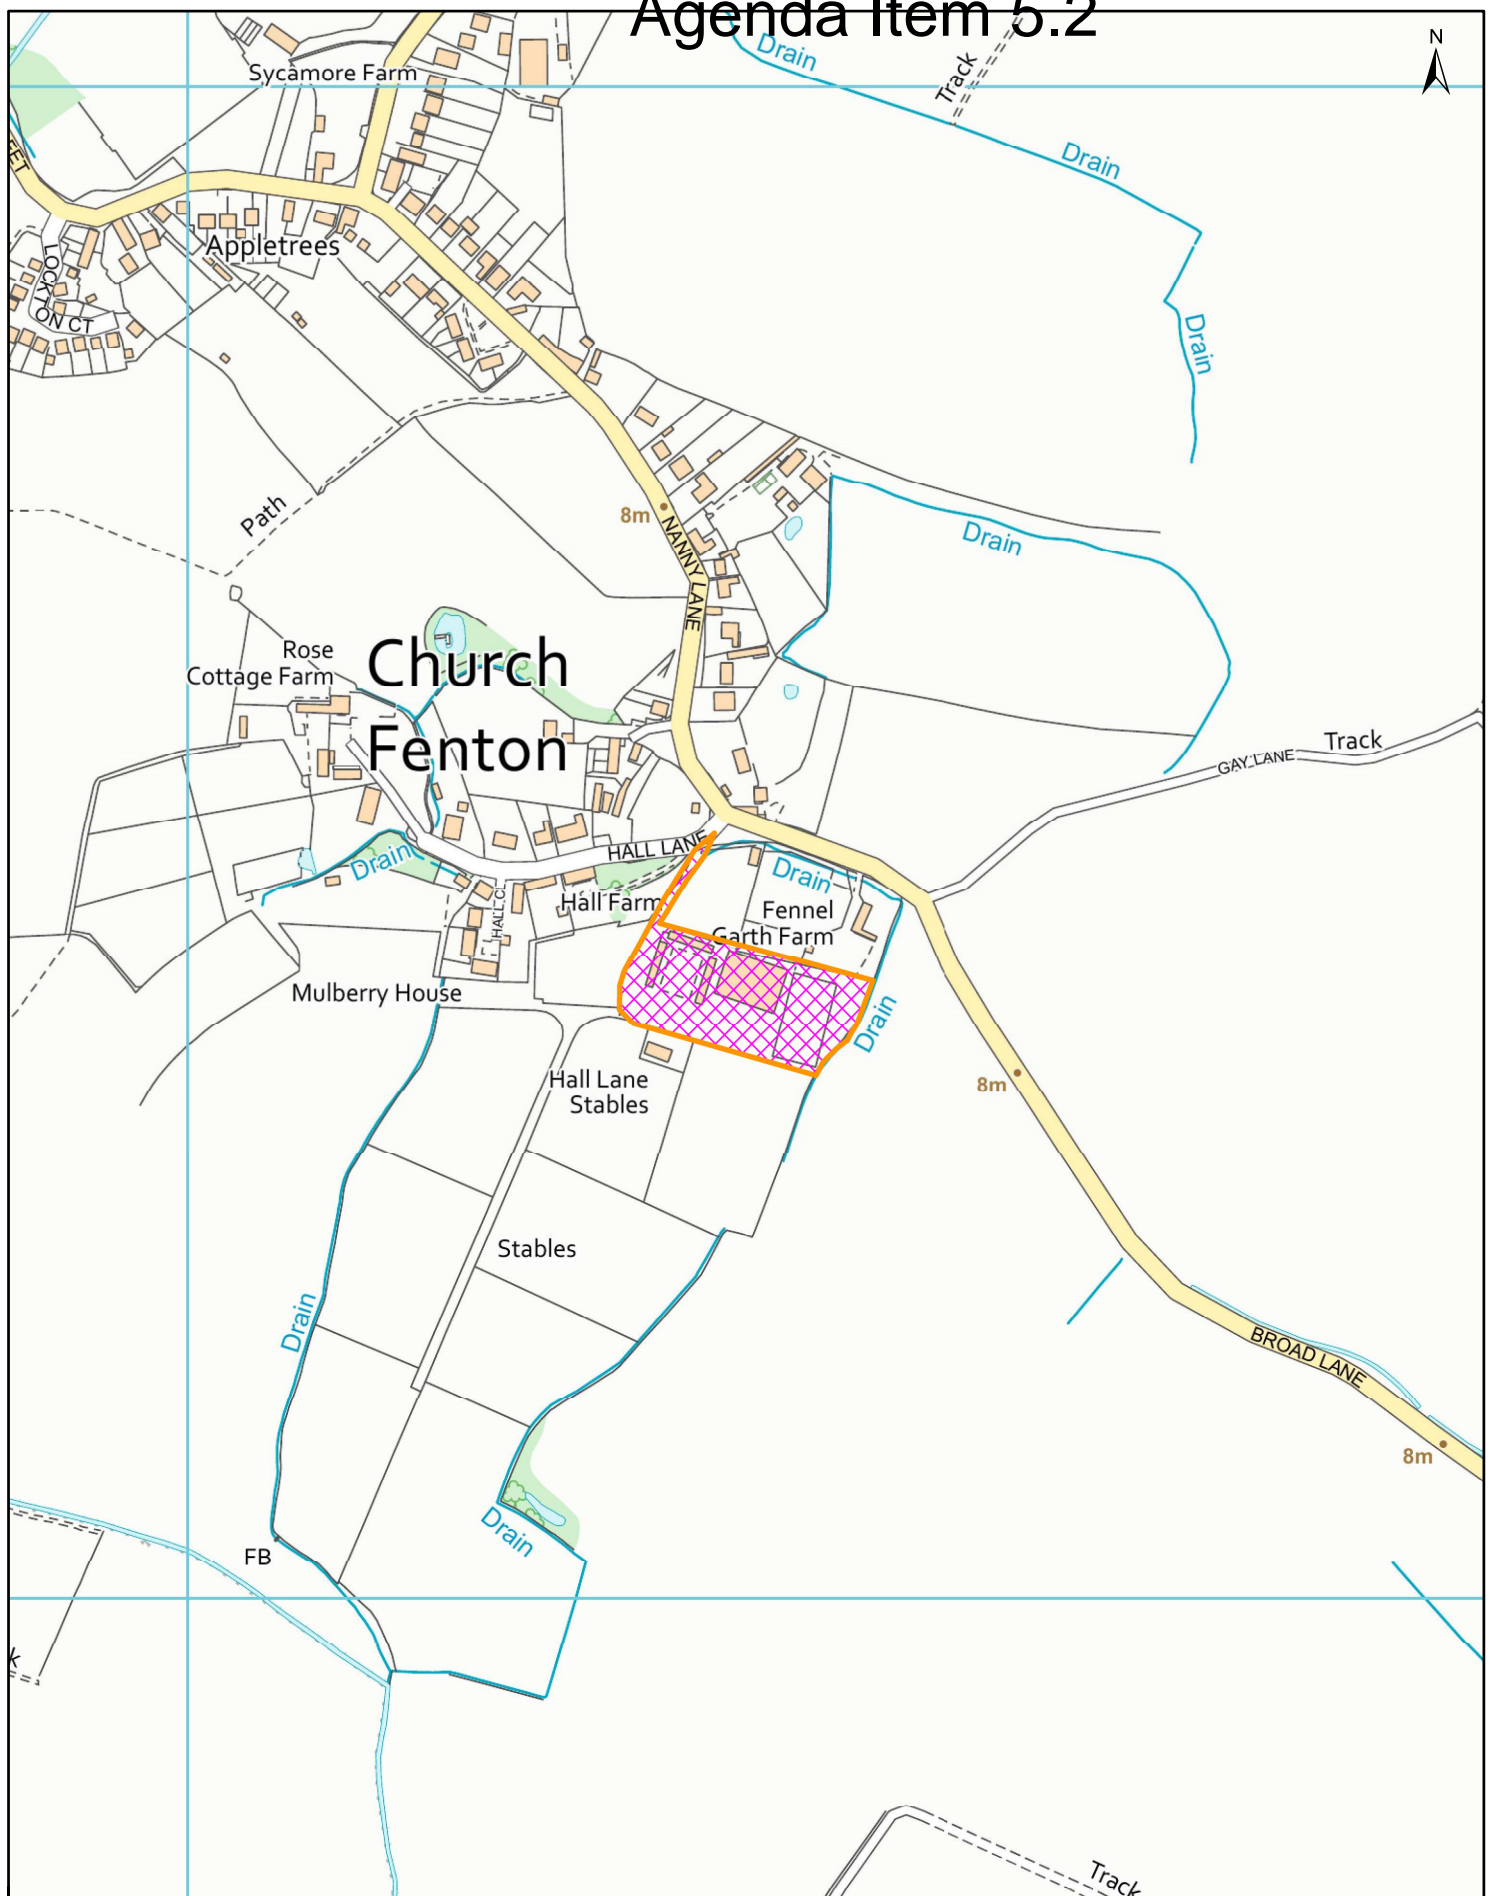 Agenda Item 5.2
N
Drain
Track
Sycamore Farm
Drain
EET
Appletrees
LOCKTON CT
Drain
Path
8m
NANNY LANE
Drain
Rose
Cottage Farm
Church
Fenton
Track
GAY LANE
HALL LANE
Drain
Drain
Hall Farm
HALL CL
Fennel
Garth Farm
Mulberry House
Drain
8m
Hall Lane
Stables
Stables
Drain
BROAD LANE
8m
Drain
FB
k
Track